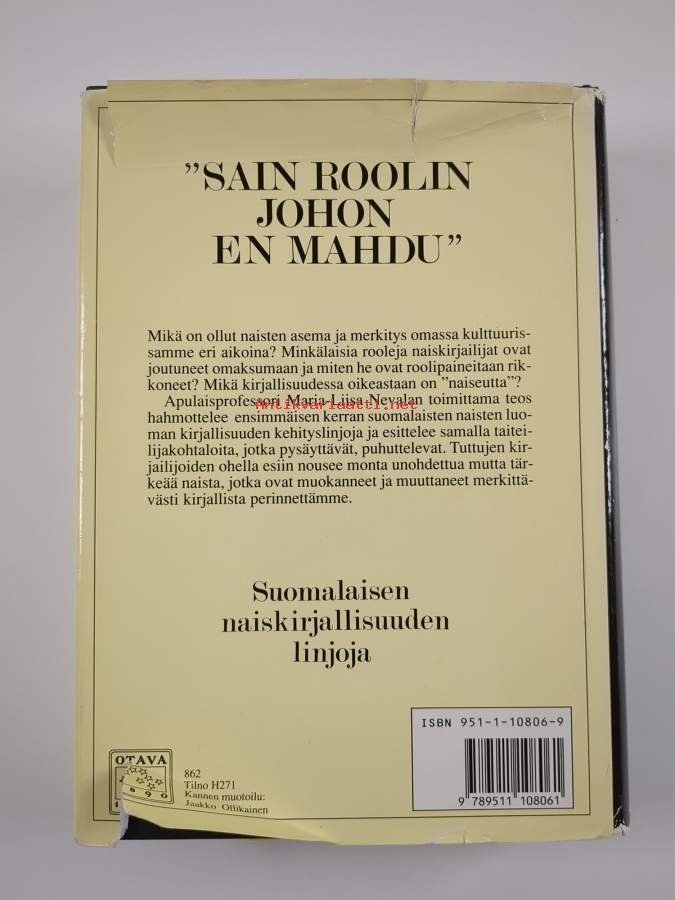 ”SAIN ROOLIN
JOHON
EN MAHDU”
Mikä on ollut naisten asema ja merkitys omassa kulttuuris-
samme eri aikoina? Minkälaisia rooleja naiskirjailijat ovat
joutuneet omaksumaan ja miten he ovat roolipaineitaan rik-
koneet? Mikä kirjallisuudessa oikeastaan on ”naiseutta”?
Apulaisprofessori Marja-Liisa Nevalan toimittama teos
Antikvariaatti.net
hahmottelee ensimmäisen kerran suomalaisten naisten luo-
man kirjallisuuden kehityslinjoja ja esittelee samalla taitei-
lijakohtaloita, jotka pysäyttävät, puhuttelevat. Tuttujen kir-
jailijoiden ohella esiin nousee monta unohdettua mutta tär-
keää naista, jotka ovat muokanneet ja muuttaneet merkittä-
västi kirjallista perinnettämme.
Suomalaisen
naiskirjallisuuden
linjoja
ISBN 951-1-10806-9
9 789511 108061
OTAVA
890
862
Tilno H271
Kannen muotoilu:
Jaakko Ollikainen